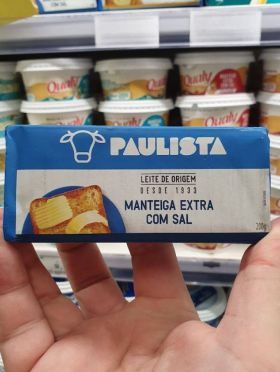 Qualy
Qualy
Qualy
PAULISTA
LEITE DE ORIGEM
DESDE 1933
MANTEIGA EXTRA
COM SAL
200g